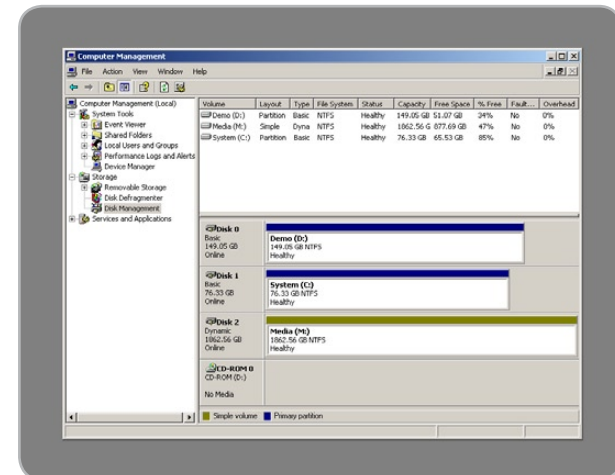 Computer Management
File Action View Window Help
Computer Management (Local)
System Tools
Event Viewer
Shared Folders
Local Users and Groups
Performance Logs and Alerts
Device Manager
Storage
Removable Storage
Disk Defragmenter
Disk Management
Services and Applications
Volume Layout Type File System Status Capacity Free Space % Free Fault... Overhead
Demo (D:) Partition Basic NTFS Healthy 149.05 GB 51.07 GB 34% No 0%
Media (M:) Simple Dyna NTFS Healthy 1862.56 G 877.69 GB 47% No 0%
System (C:) Partition Basic NTFS Healthy 76.33 GB 65.53 GB 85% No 0%
Disk 0
Basic
149.05 GB
Online
Demo (D:)
149.05 GB NTFS
Healthy
Disk 1
Basic
76.33 GB
Online
System (C:)
76.33 GB NTFS
Healthy
Disk 2
Dynamic
1862.56 GB
Online
Media (M:)
1862.56 GB NTFS
Healthy
CD-ROM 0
CD-ROM (D:)
No Media
Simple volume Primary partition